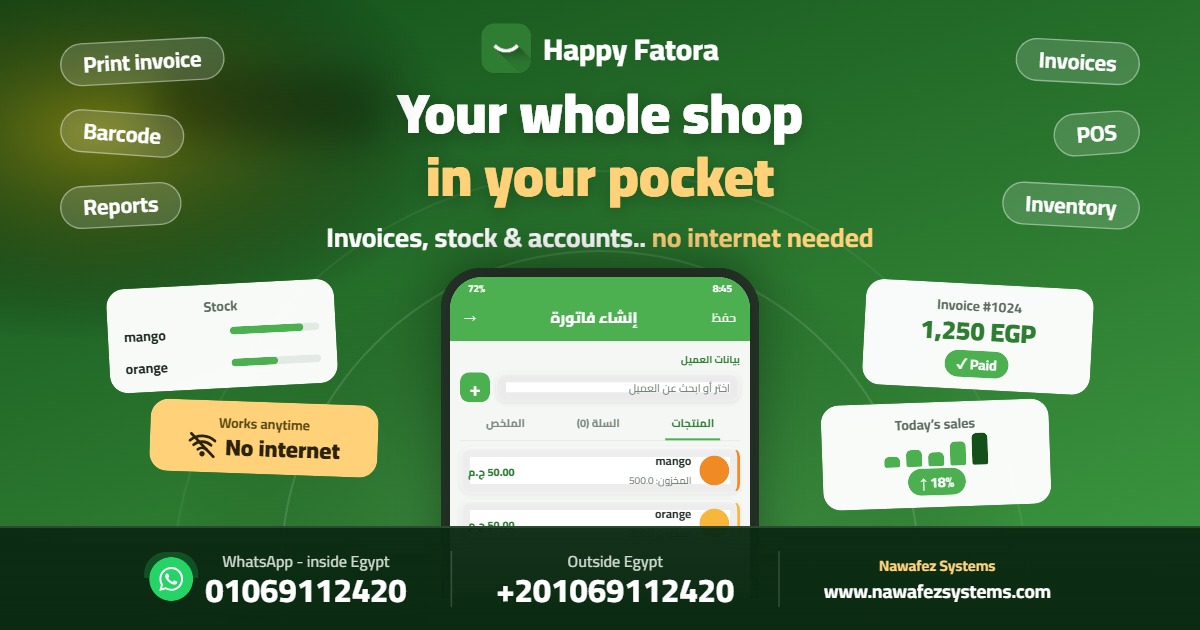 Happy Fatora
Your whole shop
in your pocket
Invoices, stock & accounts.. no internet needed
Print invoice
Barcode
Reports
Invoices
POS
Inventory
Stock
mango
orange
Works anytime
No internet
72%
8:45
حفظ
إنشاء فاتورة
→
بيانات العميل
اختر أو ابحث عن العميل
+
المنتجات
السلة (0)
الملخص
mango
المخزون: 500.0
50.00 ج.م
orange
50.00 ج.م
Invoice #1024
1,250 EGP
✓ Paid
Today's sales
↑ 18%
WhatsApp - inside Egypt
01069112420
Outside Egypt
+201069112420
Nawafez Systems
www.nawafezsystems.com